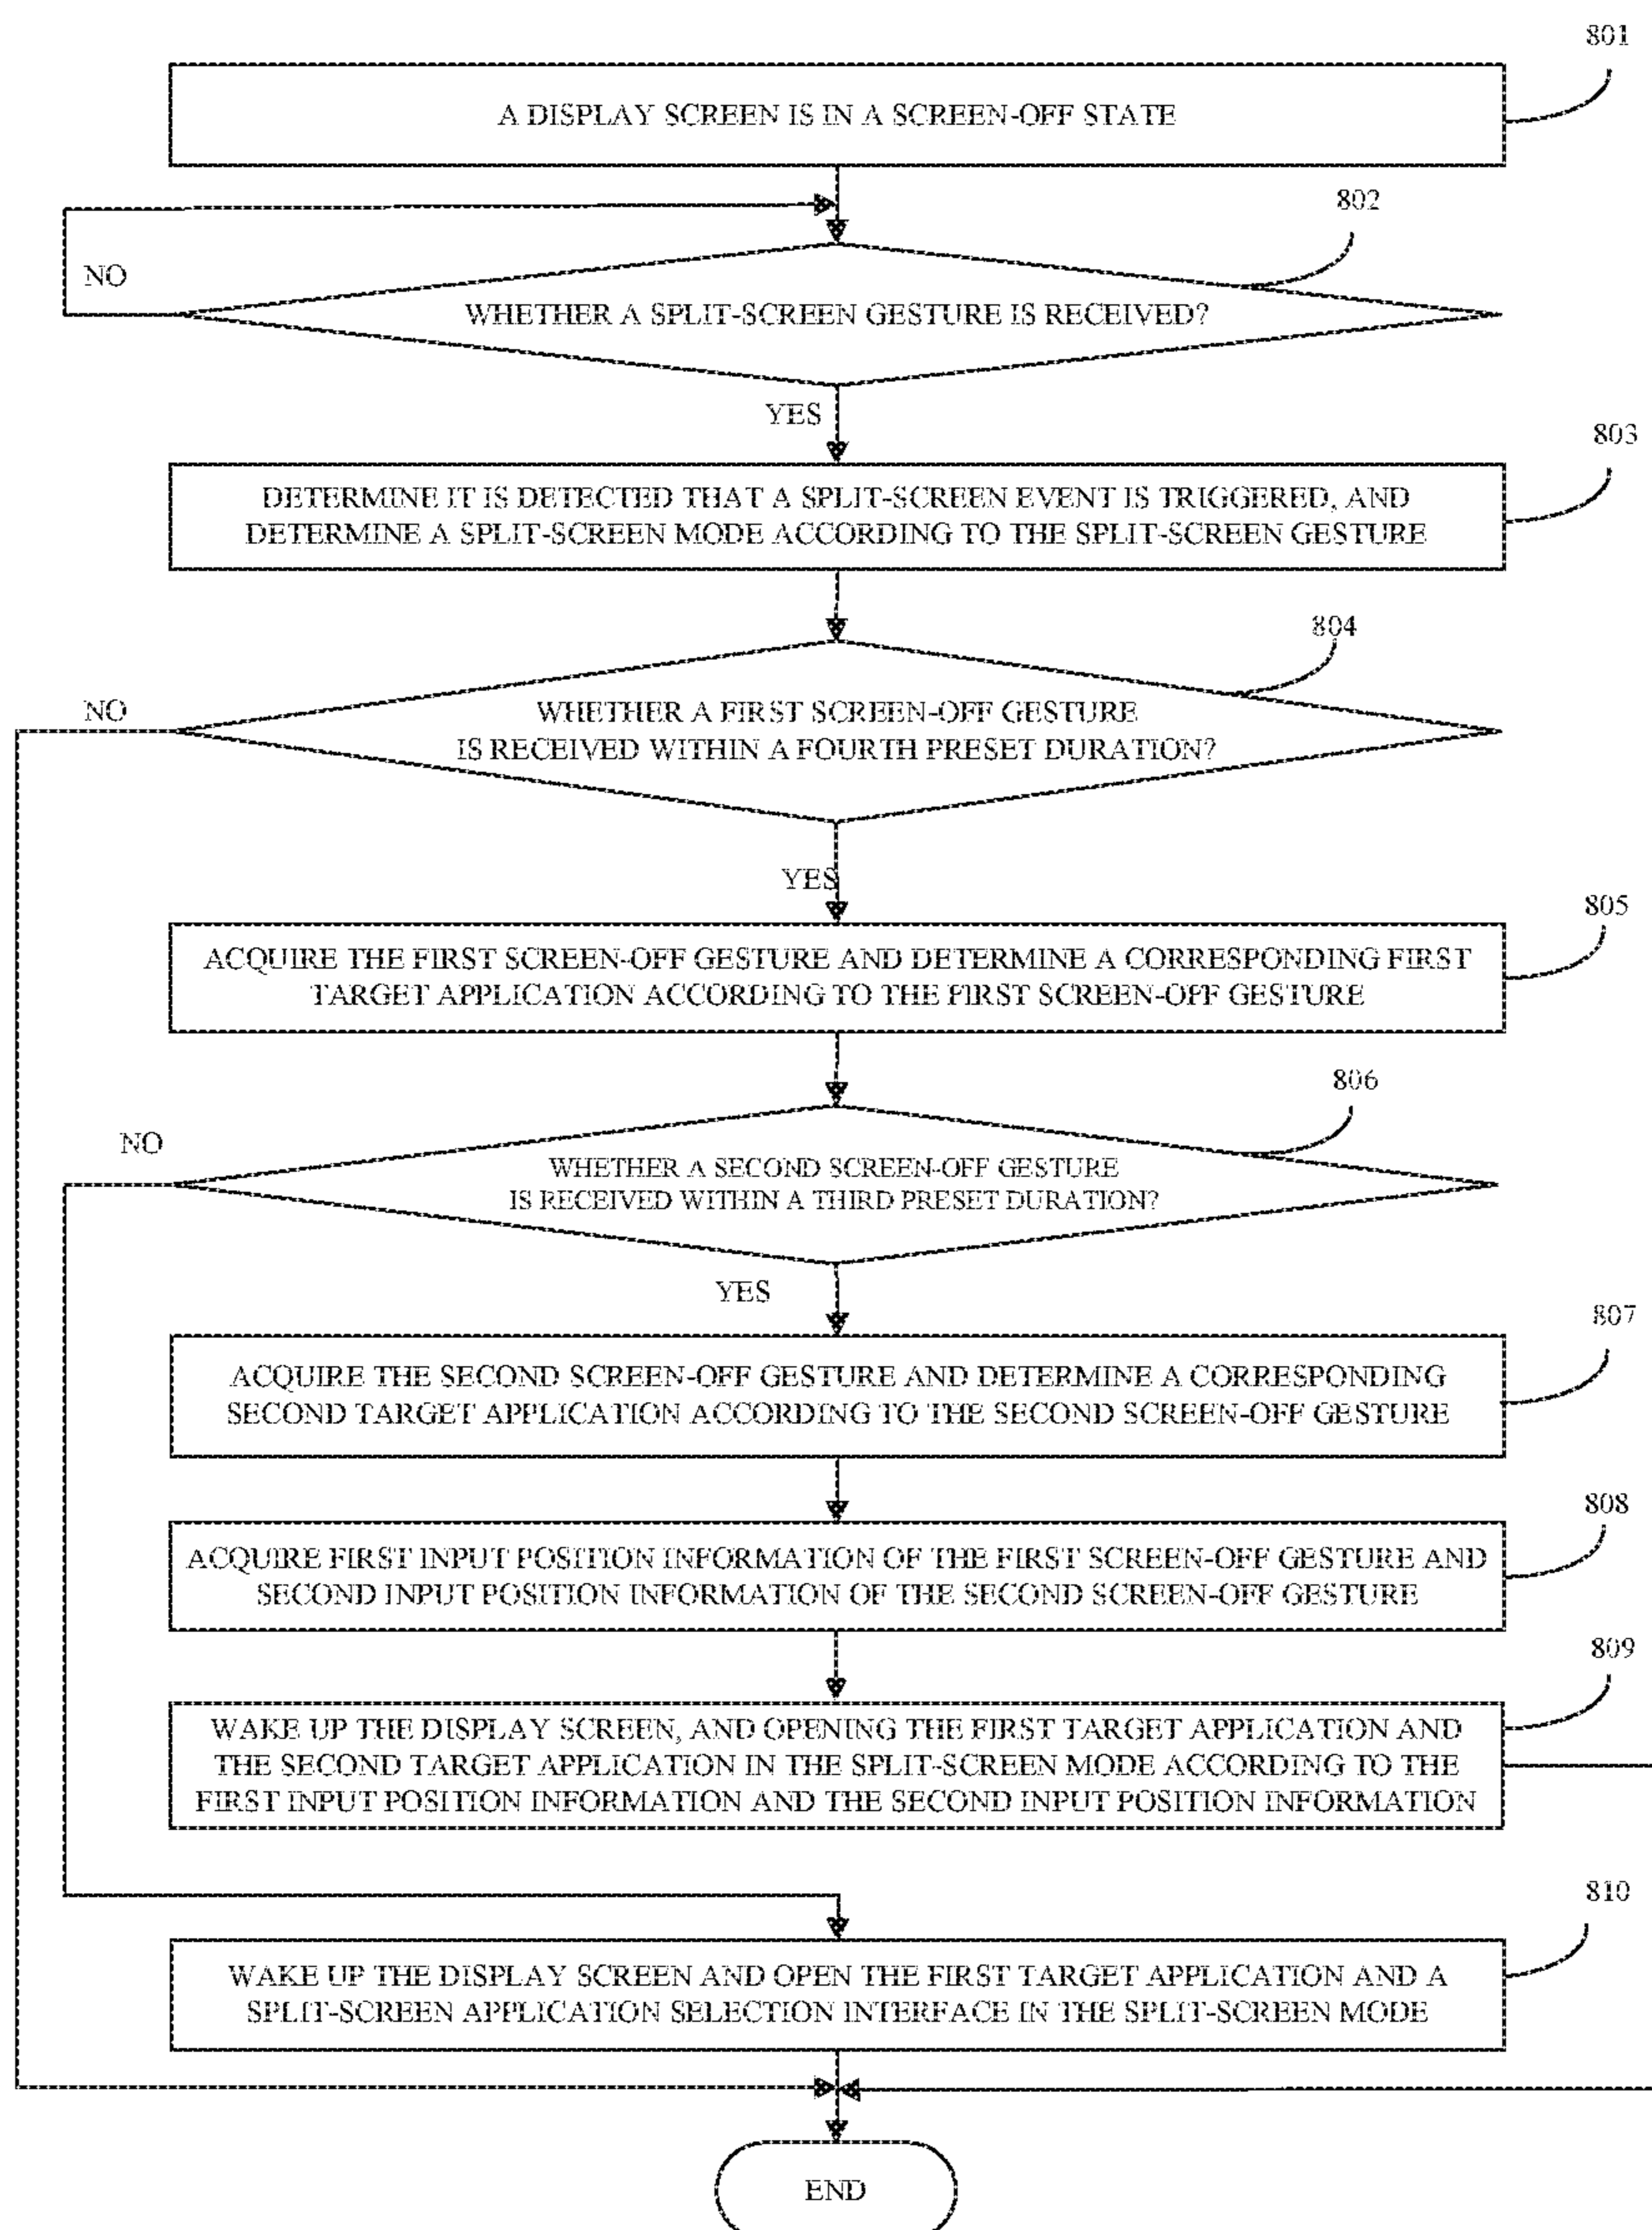 801
A DISPLAY SCREEN IS IN A SCREEN-OFF STATE
802
NO
WHETHER A SPLIT-SCREEN GESTURE IS RECEIVED?
YES
803
DETERMINE IT IS DETECTED THAT A SPLIT-SCREEN EVENT IS TRIGGERED, AND
DETERMINE A SPLIT-SCREEN MODE ACCORDING TO THE SPLIT-SCREEN GESTURE
804
NO
WHETHER A FIRST SCREEN-OFF GESTURE
IS RECEIVED WITHIN A FOURTH PRESET DURATION?
YES
805
ACQUIRE THE FIRST SCREEN-OFF GESTURE AND DETERMINE A CORRESPONDING FIRST
TARGET APPLICATION ACCORDING TO THE FIRST SCREEN-OFF GESTURE
806
NO
WHETHER A SECOND SCREEN-OFF GESTURE
IS RECEIVED WITHIN A THIRD PRESET DURATION?
YES
807
ACQUIRE THE SECOND SCREEN-OFF GESTURE AND DETERMINE A CORRESPONDING
SECOND TARGET APPLICATION ACCORDING TO THE SECOND SCREEN-OFF GESTURE
808
ACQUIRE FIRST INPUT POSITION INFORMATION OF THE FIRST SCREEN-OFF GESTURE AND
SECOND INPUT POSITION INFORMATION OF THE SECOND SCREEN-OFF GESTURE
809
WAKE UP THE DISPLAY SCREEN, AND OPENING THE FIRST TARGET APPLICATION AND
THE SECOND TARGET APPLICATION IN THE SPLIT-SCREEN MODE ACCORDING TO THE
FIRST INPUT POSITION INFORMATION AND THE SECOND INPUT POSITION INFORMATION
810
WAKE UP THE DISPLAY SCREEN AND OPEN THE FIRST TARGET APPLICATION AND A
SPLIT-SCREEN APPLICATION SELECTION INTERFACE IN THE SPLIT-SCREEN MODE
END